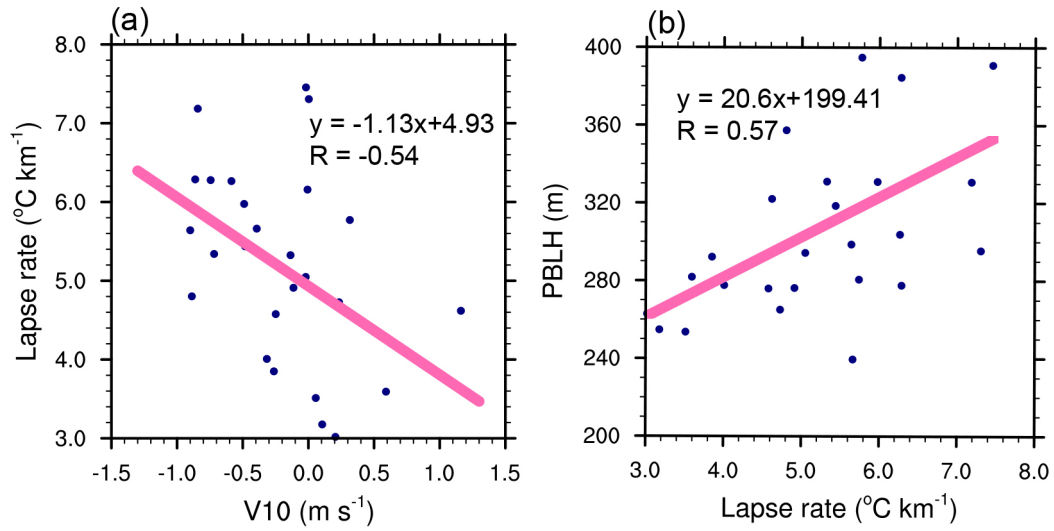 (a)
8.0
7.0
6.0
5.0
4.0
3.0
Lapse rate (°C km⁻¹)
y = -1.13x+4.93
R = -0.54
-1.5 -1.0 -0.5 0.0 0.5 1.0 1.5
V10 (m s⁻¹)
(b)
400
360
320
280
240
200
PBLH (m)
y = 20.6x+199.41
R = 0.57
3.0 4.0 5.0 6.0 7.0 8.0
Lapse rate (°C km⁻¹)